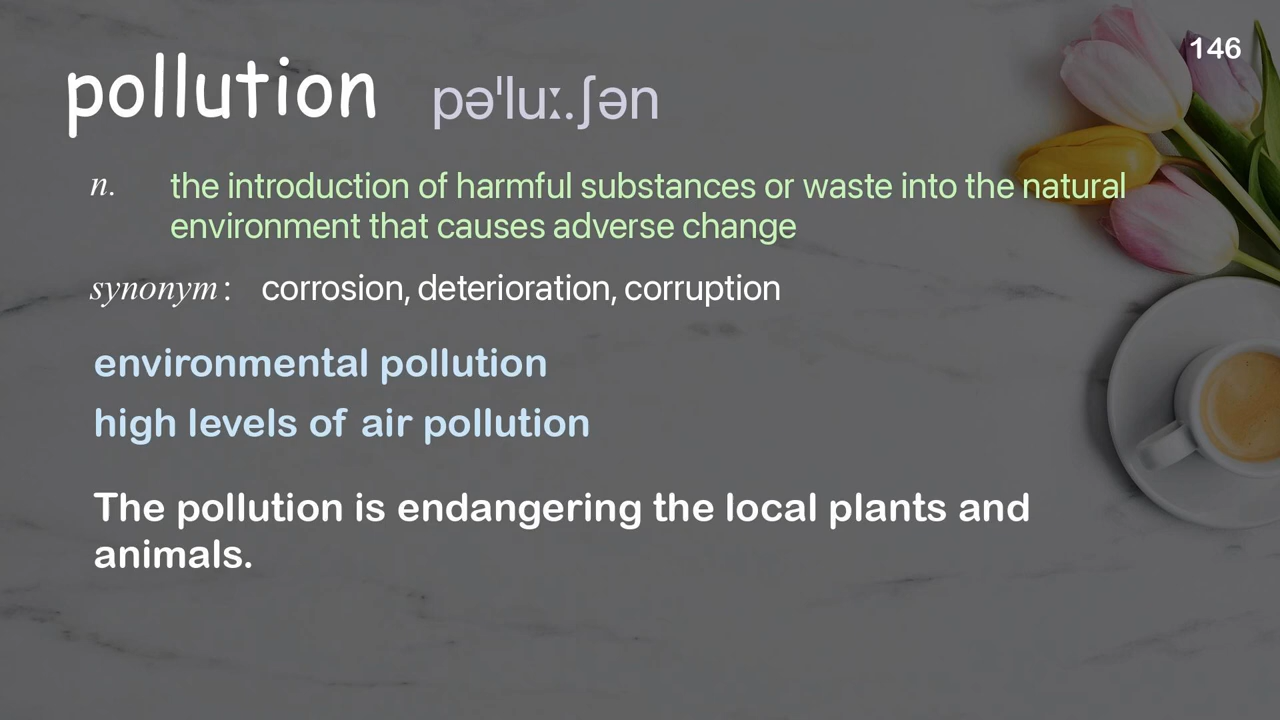 146
pollution pəˈluː.ʃən
n. the introduction of harmful substances or waste into the natural
environment that causes adverse change
synonym : corrosion, deterioration, corruption
environmental pollution
high levels of air pollution
The pollution is endangering the local plants and
animals.